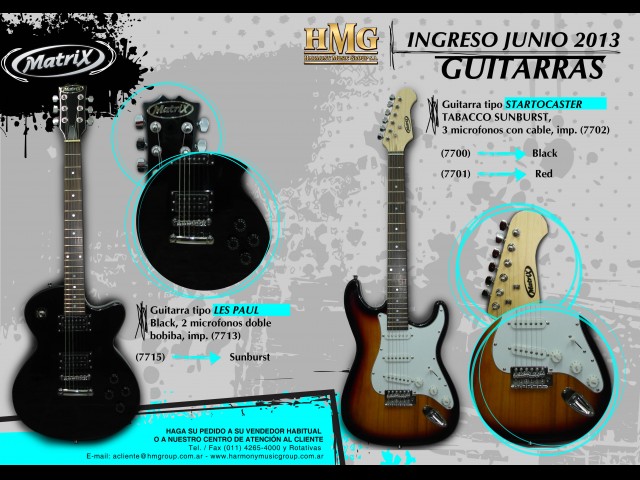 MatriX
HMG
HARMONY MUSIC GROUP S.A.
INGRESO JUNIO 2013
GUITARRAS
Guitarra tipo STARTOCASTER
TABACCO SUNBURST,
3 microfonos con cable, imp. (7702)
(7700) Black
(7701) Red
MatriX
MatriX
Guitarra tipo LES PAUL
Black, 2 microfonos doble
bobiba, imp. (7713)
(7715) Sunburst
HAGA SU PEDIDO A SU VENDEDOR HABITUAL
O A NUESTRO CENTRO DE ATENCIÓN AL CLIENTE
Tel. / Fax (011) 4265-4000 y Rotativas
E-mail: acliente@hmgroup.com.ar - www.harmonymusicgroup.com.ar